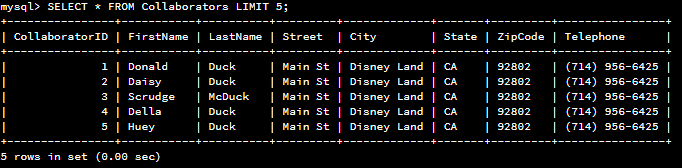 mysql> SELECT * FROM Collaborators LIMIT 5;
+----------------+-----------+----------+---------+-------------+-------+---------+----------------+
| CollaboratorID | FirstName | LastName | Street  | City        | State | ZipCode | Telephone      |
+----------------+-----------+----------+---------+-------------+-------+---------+----------------+
|              1 | Donald    | Duck     | Main St | Disney Land | CA    | 92802   | (714) 956-6425 |
|              2 | Daisy     | Duck     | Main St | Disney Land | CA    | 92802   | (714) 956-6425 |
|              3 | Scrudge   | McDuck   | Main St | Disney Land | CA    | 92802   | (714) 956-6425 |
|              4 | Della     | Duck     | Main St | Disney Land | CA    | 92802   | (714) 956-6425 |
|              5 | Huey      | Duck     | Main St | Disney Land | CA    | 92802   | (714) 956-6425 |
+----------------+-----------+----------+---------+-------------+-------+---------+----------------+
5 rows in set (0.00 sec)